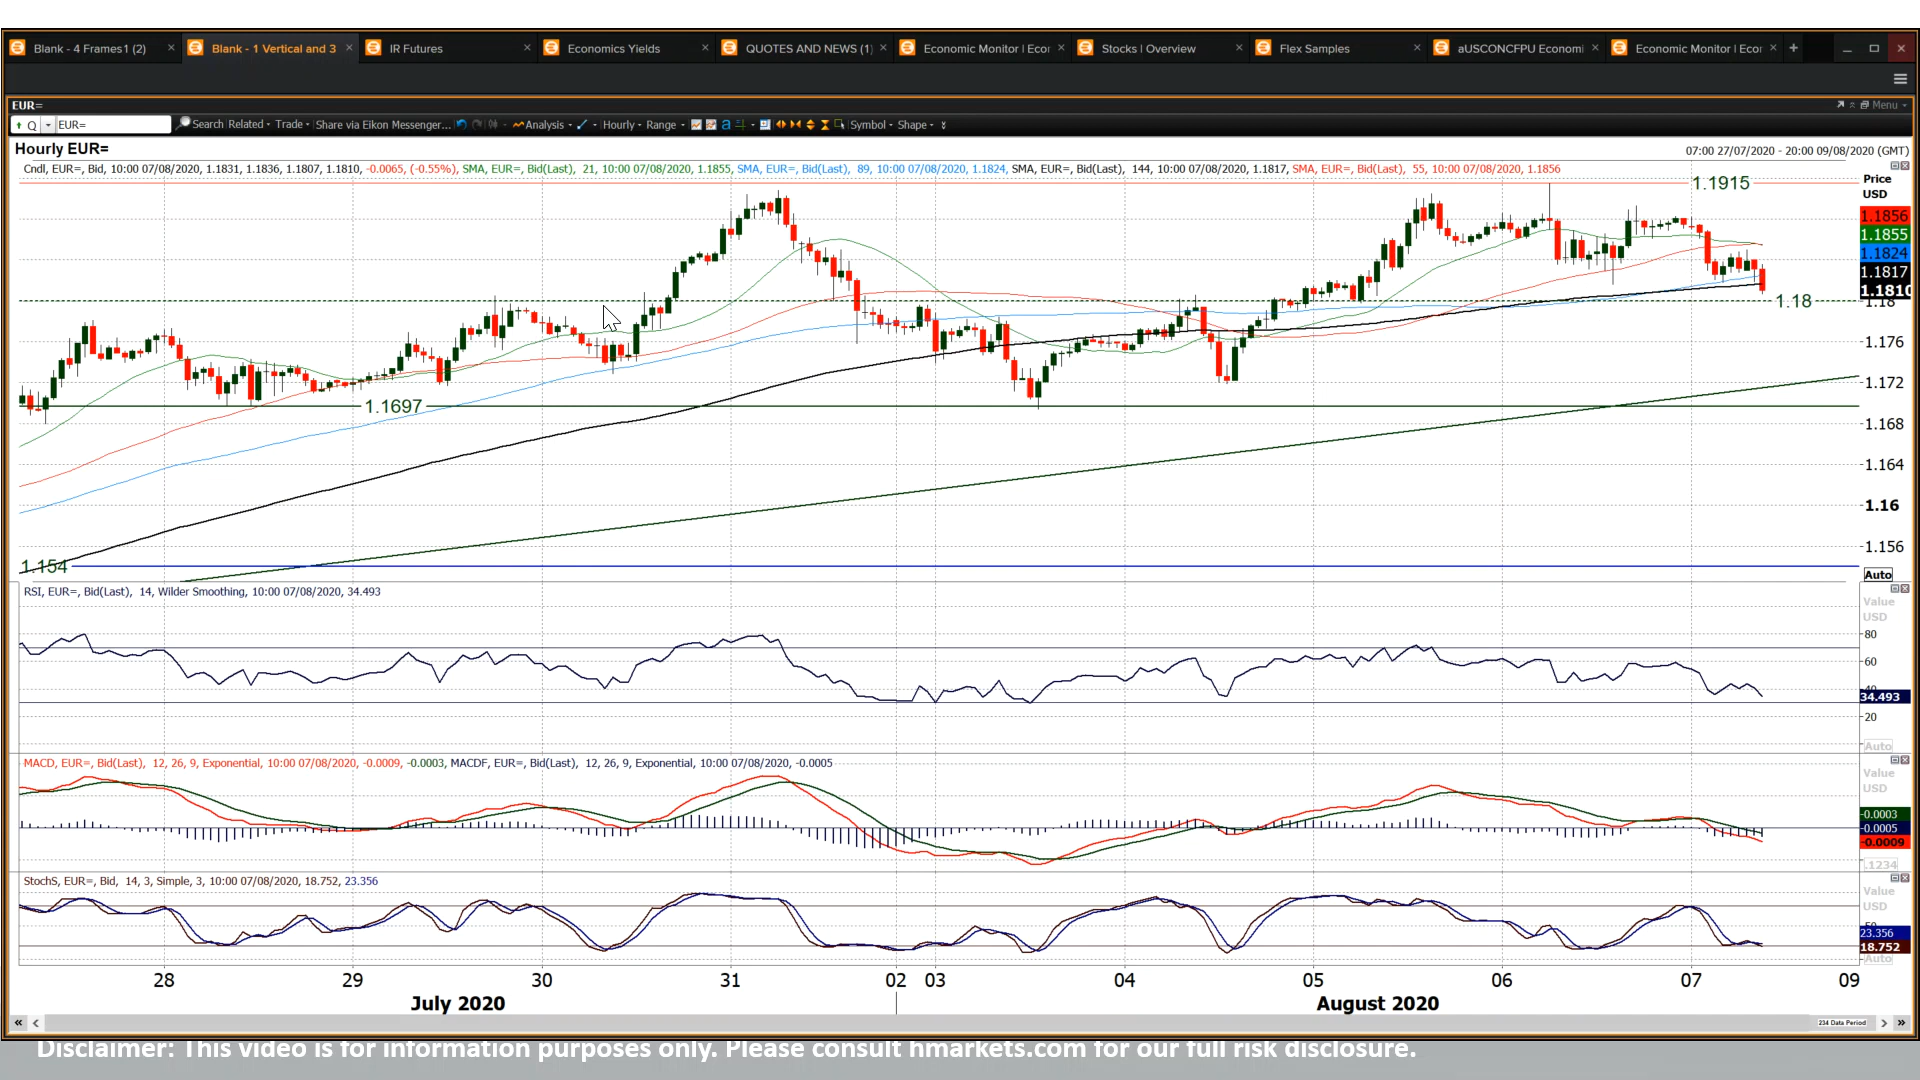 Blank - 4 Frames1 (2)
Blank - 1 Vertical and 3
IR Futures
Economics Yields
QUOTES AND NEWS (1)
Economic Monitor | Ecor
Stocks | Overview
Flex Samples
aUSCONCFPU Economi
Economic Monitor | Ecor
EUR=
Menu
Q EUR= Search Related Trade Share via Eikon Messenger... Analysis Hourly Range Symbol Shape
Hourly EUR=
07:00 27/07/2020 - 20:00 09/08/2020 (GMT)
Cndl, EUR=, Bid, 10:00 07/08/2020, 1.1831, 1.1836, 1.1807, 1.1810, -0.0065, (-0.55%), SMA, EUR=, Bid(Last), 21, 10:00 07/08/2020, 1.1855, SMA, EUR=, Bid(Last), 89, 10:00 07/08/2020, 1.1824, SMA, EUR=, Bid(Last), 144, 10:00 07/08/2020, 1.1817, SMA, EUR=, Bid(Last), 55, 10:00 07/08/2020, 1.1856
Price
USD
1.1915
1.1856
1.1855
1.1824
1.1817
1.1810
1.18
1.18
1.176
1.172
1.1697
1.168
1.164
1.16
1.156
1.154
Auto
RSI, EUR=, Bid(Last), 14, Wilder Smoothing, 10:00 07/08/2020, 34.493
Value
USD
80
60
40
34.493
20
Auto
MACD, EUR=, Bid(Last), 12, 26, 9, Exponential, 10:00 07/08/2020, -0.0009, -0.0003, MACDF, EUR=, Bid(Last), 12, 26, 9, Exponential, 10:00 07/08/2020, -0.0005
Value
USD
-0.0003
-0.0005
-0.0009
.1234
StochS, EUR=, Bid, 14, 3, Simple, 3, 10:00 07/08/2020, 18.752, 23.356
Value
USD
23.356
18.752
Auto
28 29 30 31 02 03 04 05 06 07 09
July 2020 August 2020
234 Data Period
Disclaimer: This video is for information purposes only. Please consult hmarkets.com for our full risk disclosure.